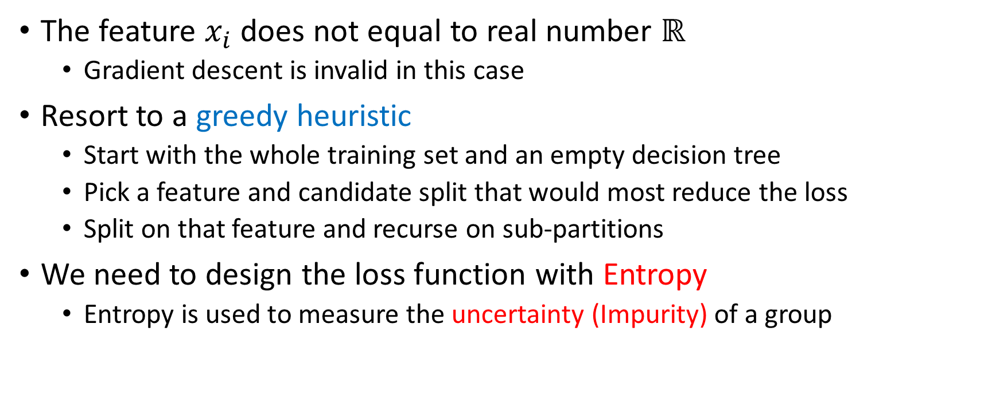 • The feature xᵢ does not equal to real number ℝ
• Gradient descent is invalid in this case
• Resort to a greedy heuristic
• Start with the whole training set and an empty decision tree
• Pick a feature and candidate split that would most reduce the loss
• Split on that feature and recurse on sub-partitions
• We need to design the loss function with Entropy
• Entropy is used to measure the uncertainty (Impurity) of a group